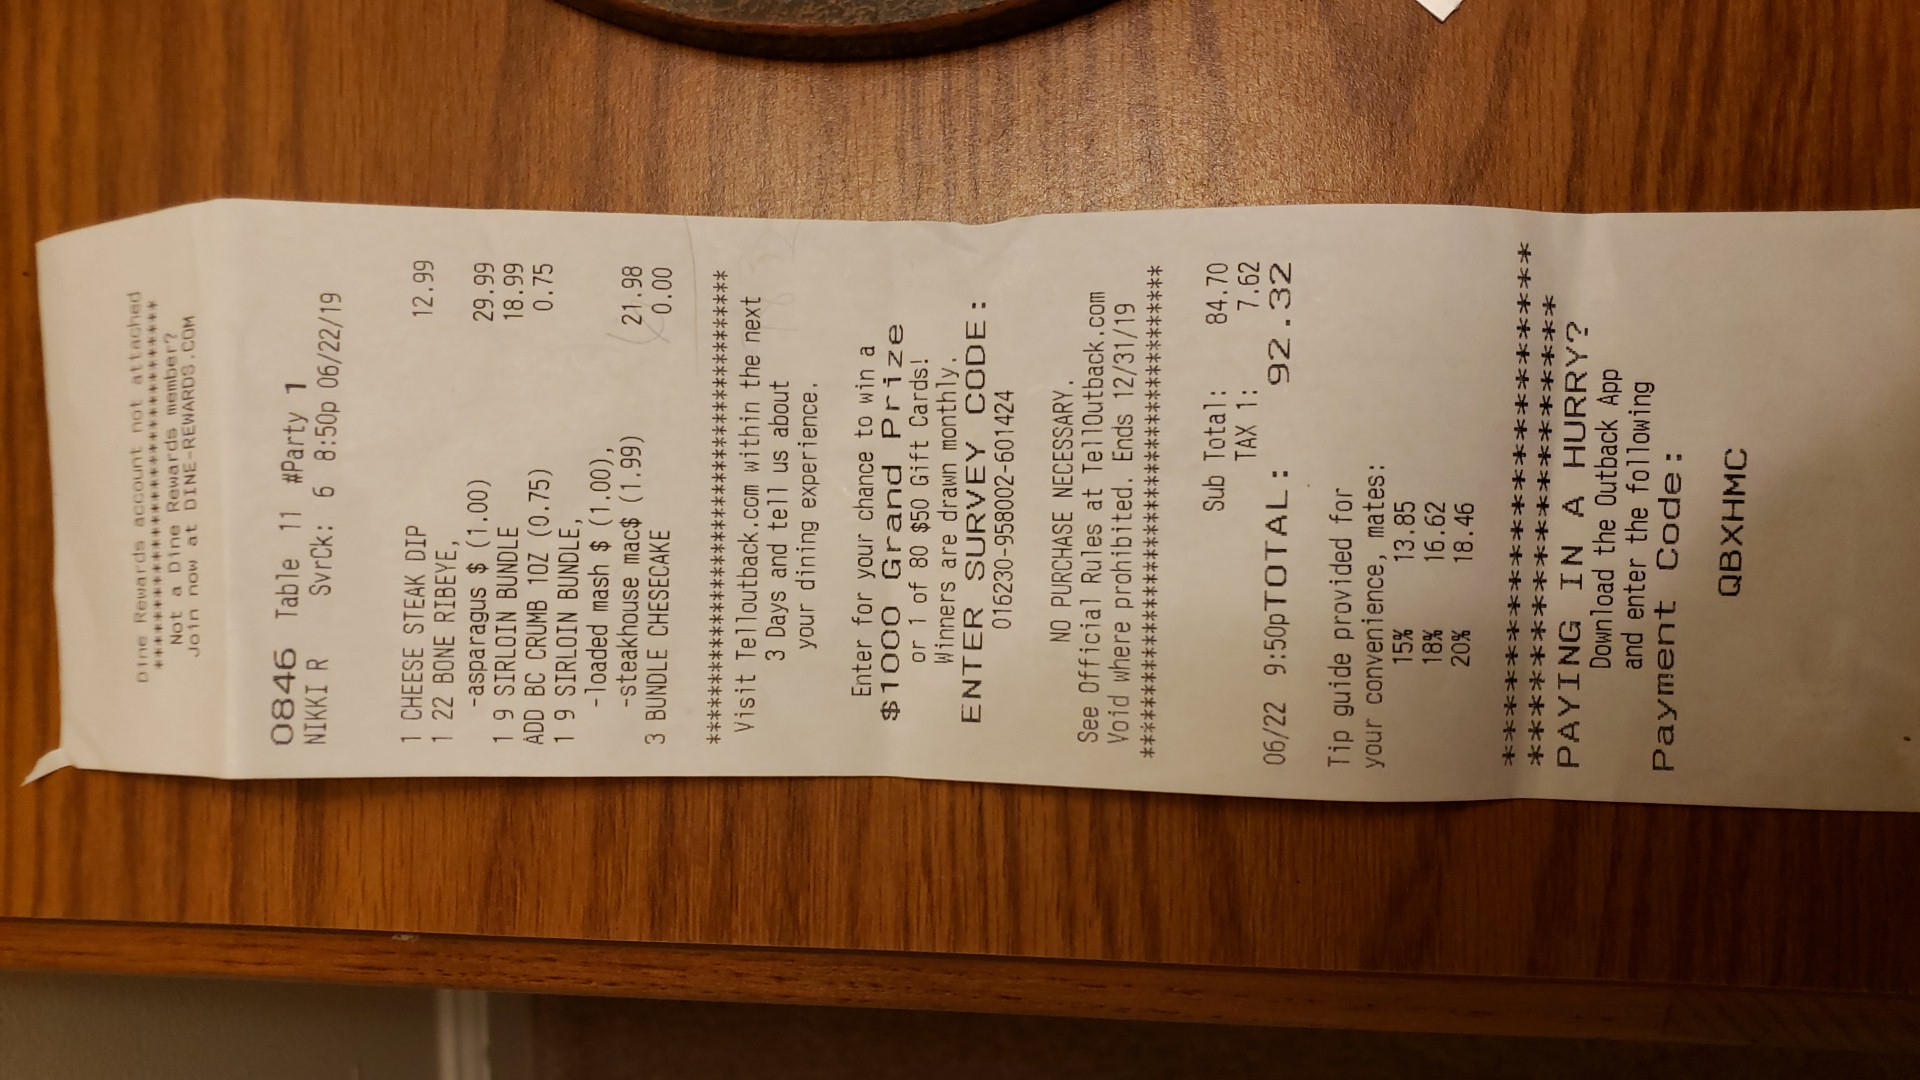 Dine Rewards account not attached
***********************************
Not a Dine Rewards member?
Join now at DINE-REWARDS.COM
0846 Table 11 #Party 1
NIKKI R SvrCk: 6 8:50p 06/22/19
1 CHEESE STEAK DIP 12.99
1 22 BONE RIBEYE,
-asparagus $ (1.00) 29.99
1 9 SIRLOIN BUNDLE 18.99
ADD BC CRUMB 1OZ (0.75) 0.75
1 9 SIRLOIN BUNDLE,
-loaded mash $ (1.00),
-steakhouse mac$ (1.99) 21.98
3 BUNDLE CHESECAKE 0.00
****************************************
Visit Telloutback.com within the next
3 Days and tell us about
your dining experience.
Enter for your chance to win a
$1000 Grand Prize
or 1 of 80 $50 Gift Cards!
Winners are drawn monthly.
ENTER SURVEY CODE:
016230-958002-601424
NO PURCHASE NECESSARY.
See Official Rules at TellOutback.com
Void where prohibited. Ends 12/31/19
****************************************
Sub Total: 84.70
TAX 1: 7.62
06/22 9:50pTOTAL: 92.32
Tip guide provided for
your convenience, mates:
15% 13.85
18% 16.62
20% 18.46
*********************
*******************
PAYING IN A HURRY?
Download the Outback App
and enter the following
Payment Code:
QBXHMC